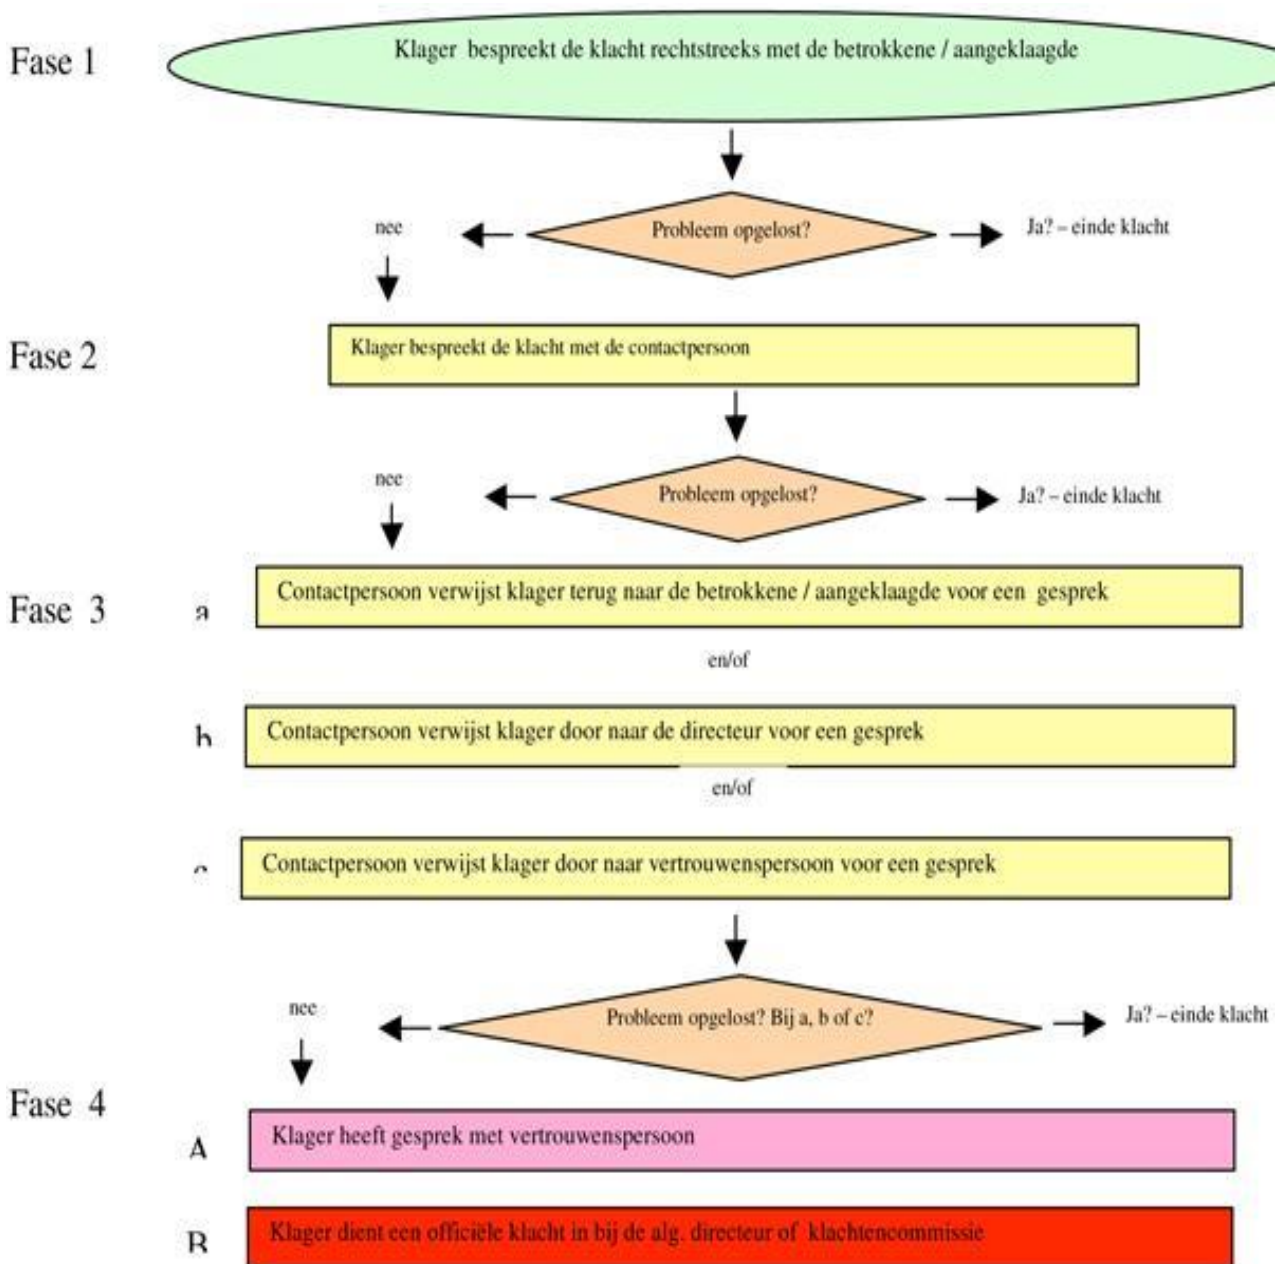 Fase 1
Klager bespreekt de klacht rechtstreeks met de betrokkene / aangeklaagde
nee
Probleem opgelost?
Ja? – einde klacht
Fase 2
Klager bespreekt de klacht met de contactpersoon
nee
Probleem opgelost?
Ja? – einde klacht
Fase 3
a
Contactpersoon verwijst klager terug naar de betrokkene / aangeklaagde voor een gesprek
en/of
b
Contactpersoon verwijst klager door naar de directeur voor een gesprek
en/of
c
Contactpersoon verwijst klager door naar vertrouwenspersoon voor een gesprek
nee
Probleem opgelost? Bij a, b of c?
Ja? – einde klacht
Fase 4
A
Klager heeft gesprek met vertrouwenspersoon
B
Klager dient een officiële klacht in bij de alg. directeur of klachtencommissie